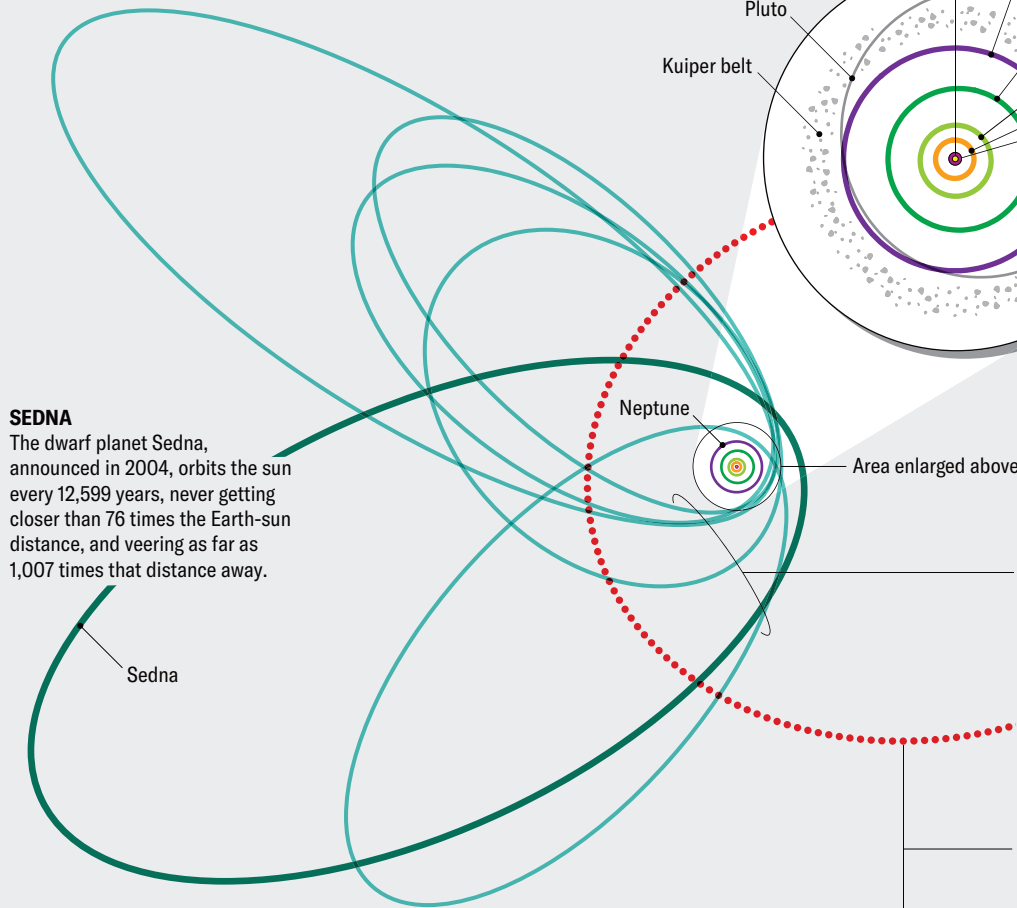 Pluto
Kuiper belt
Neptune
Area enlarged above
SEDNA
The dwarf planet Sedna,
announced in 2004, orbits the sun
every 12,599 years, never getting
closer than 76 times the Earth-sun
distance, and veering as far as
1,007 times that distance away.
Sedna